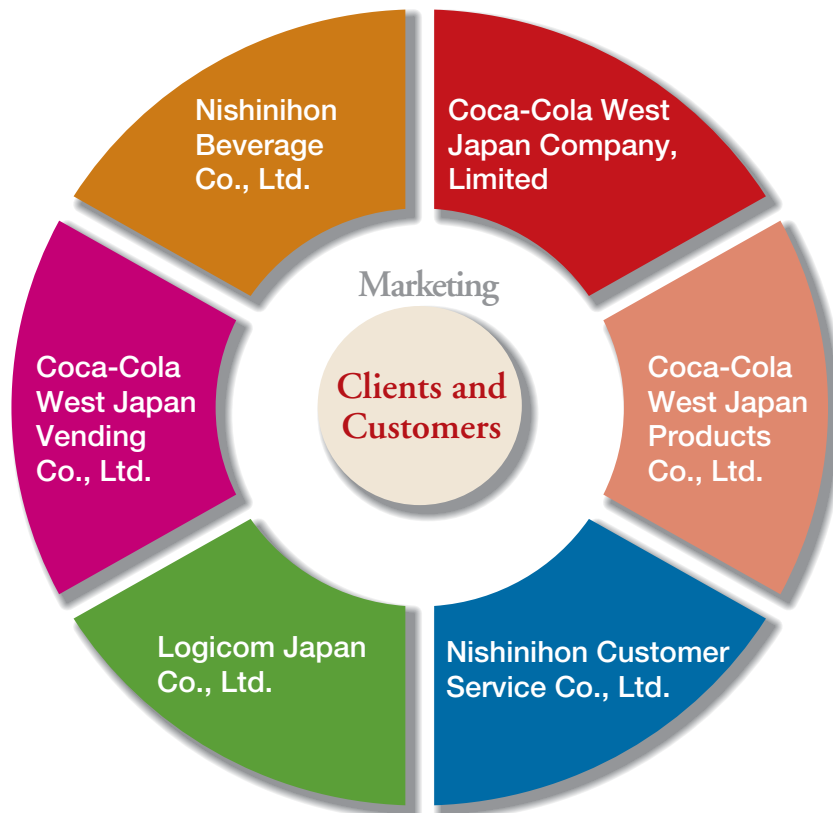 Nishinihon
Beverage
Co., Ltd.
Coca-Cola West
Japan Company,
Limited
Marketing
Clients and
Customers
Coca-Cola
West Japan
Vending
Co., Ltd.
Coca-Cola
West Japan
Products
Co., Ltd.
Logicom Japan
Co., Ltd.
Nishinihon Customer
Service Co., Ltd.